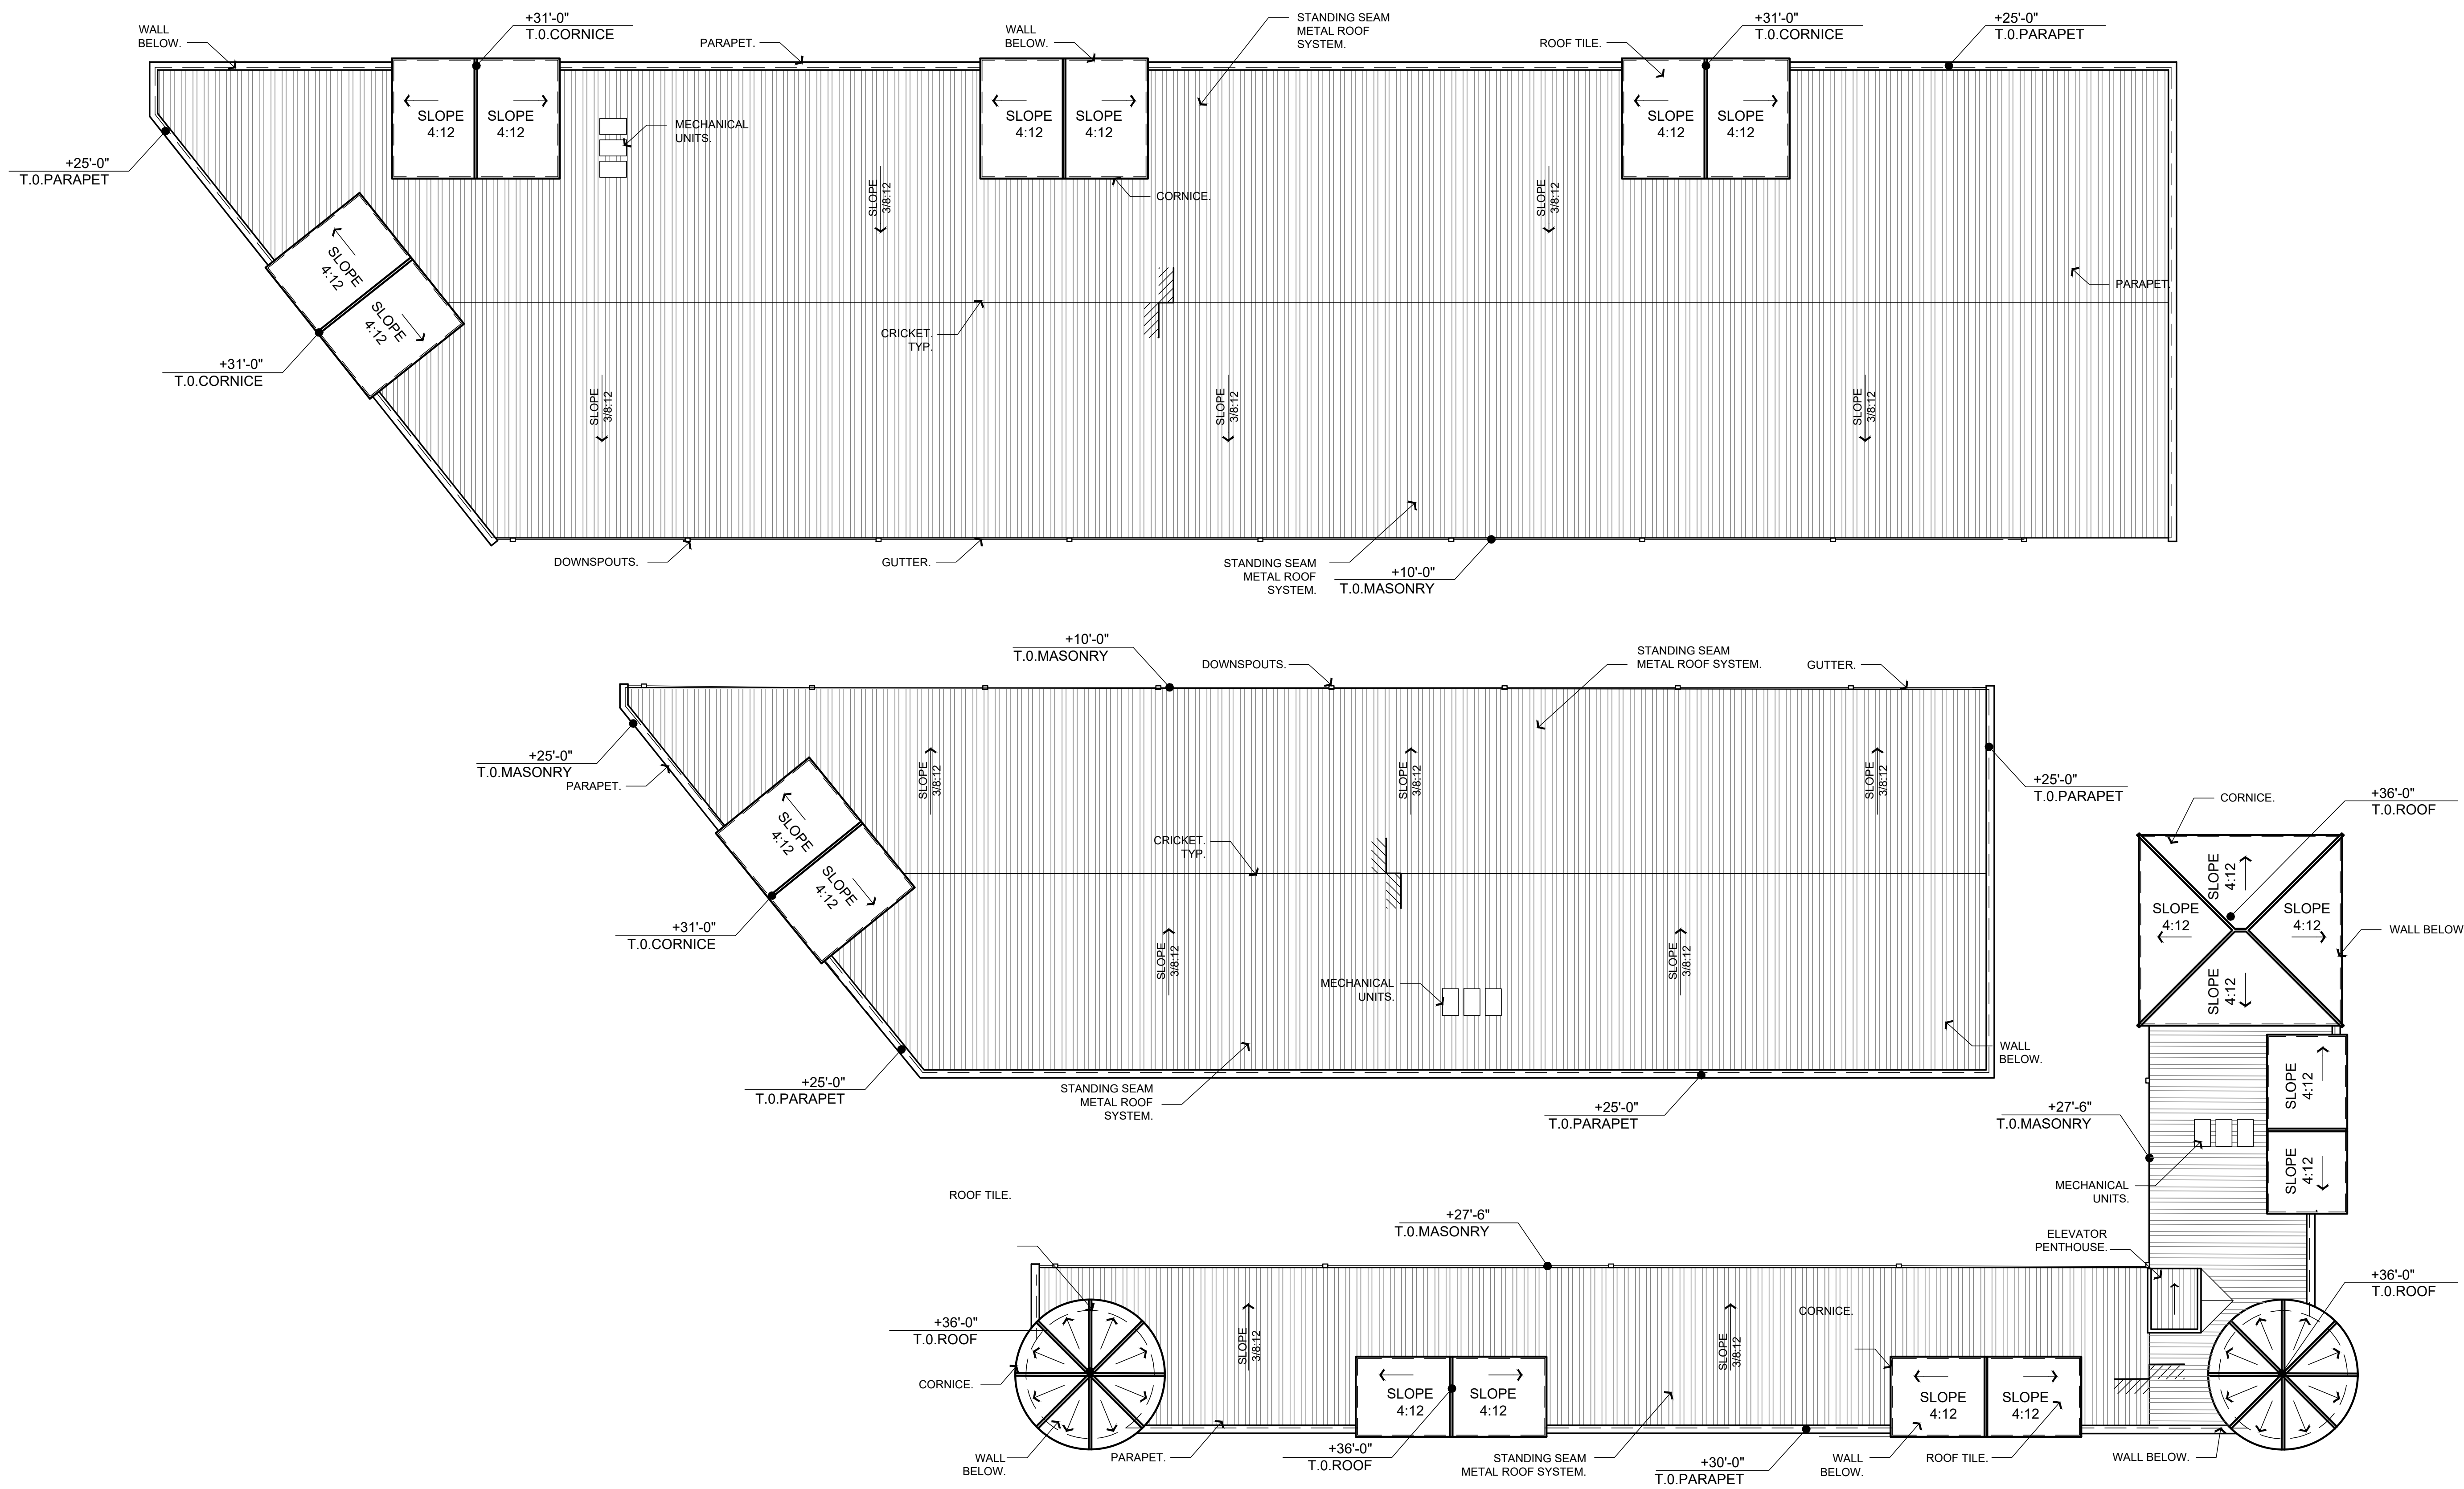 WALL
BELOW.
+31'-0"
T.0.CORNICE
PARAPET.
WALL
BELOW.
STANDING SEAM
METAL ROOF
SYSTEM.
ROOF TILE.
+31'-0"
T.0.CORNICE
+25'-0"
T.0.PARAPET
SLOPE
4:12
SLOPE
4:12
MECHANICAL
UNITS.
SLOPE
4:12
SLOPE
4:12
SLOPE
4:12
SLOPE
4:12
+25'-0"
T.0.PARAPET
SLOPE
3/8:12
CORNICE.
SLOPE
3/8:12
SLOPE
4:12
SLOPE
4:12
PARAPET.
CRICKET.
TYP.
+31'-0"
T.0.CORNICE
SLOPE
3/8:12
SLOPE
3/8:12
SLOPE
3/8:12
DOWNSPOUTS.
GUTTER.
STANDING SEAM
METAL ROOF
SYSTEM.
+10'-0"
T.0.MASONRY
+10'-0"
T.0.MASONRY
DOWNSPOUTS.
STANDING SEAM
METAL ROOF SYSTEM.
GUTTER.
+25'-0"
T.0.MASONRY
PARAPET.
SLOPE
3/8:12
SLOPE
3/8:12
SLOPE
3/8:12
+25'-0"
T.0.PARAPET
CORNICE.
+36'-0"
T.0.ROOF
SLOPE
4:12
SLOPE
4:12
CRICKET.
TYP.
+31'-0"
T.0.CORNICE
SLOPE
3/8:12
SLOPE
3/8:12
MECHANICAL
UNITS.
SLOPE
4:12
SLOPE
4:12
SLOPE
4:12
SLOPE
4:12
WALL BELOW
WALL
BELOW.
+25'-0"
T.0.PARAPET
STANDING SEAM
METAL ROOF
SYSTEM.
+25'-0"
T.0.PARAPET
+27'-6"
T.0.MASONRY
SLOPE
4:12
SLOPE
4:12
MECHANICAL
UNITS.
ROOF TILE.
+27'-6"
T.0.MASONRY
ELEVATOR
PENTHOUSE.
+36'-0"
T.0.ROOF
+36'-0"
T.0.ROOF
SLOPE
3/8:12
SLOPE
3/8:12
CORNICE.
CORNICE.
SLOPE
4:12
SLOPE
4:12
SLOPE
4:12
SLOPE
4:12
WALL
BELOW.
PARAPET.
+36'-0"
T.0.ROOF
STANDING SEAM
METAL ROOF SYSTEM.
+30'-0"
T.0.PARAPET
WALL
BELOW.
ROOF TILE.
WALL BELOW.